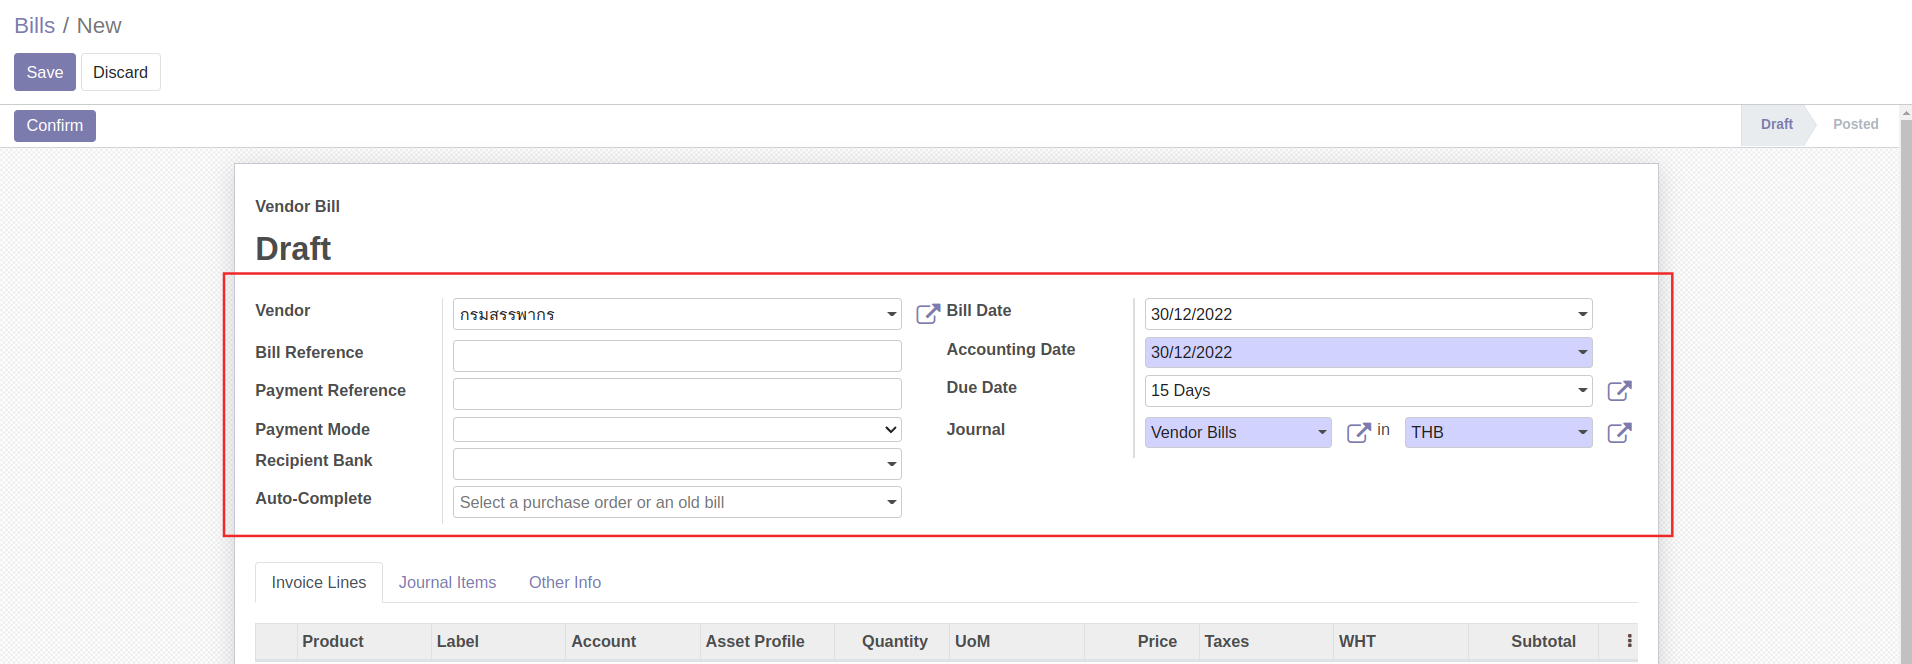 Bills / New
Save Discard
Confirm Draft Posted
Vendor Bill
Draft
Vendor กรมสรรพากร Bill Date 30/12/2022
Bill Reference Accounting Date 30/12/2022
Payment Reference Due Date 15 Days
Payment Mode Journal Vendor Bills in THB
Recipient Bank
Auto-Complete Select a purchase order or an old bill
Invoice Lines Journal Items Other Info
Product Label Account Asset Profile Quantity UoM Price Taxes WHT Subtotal